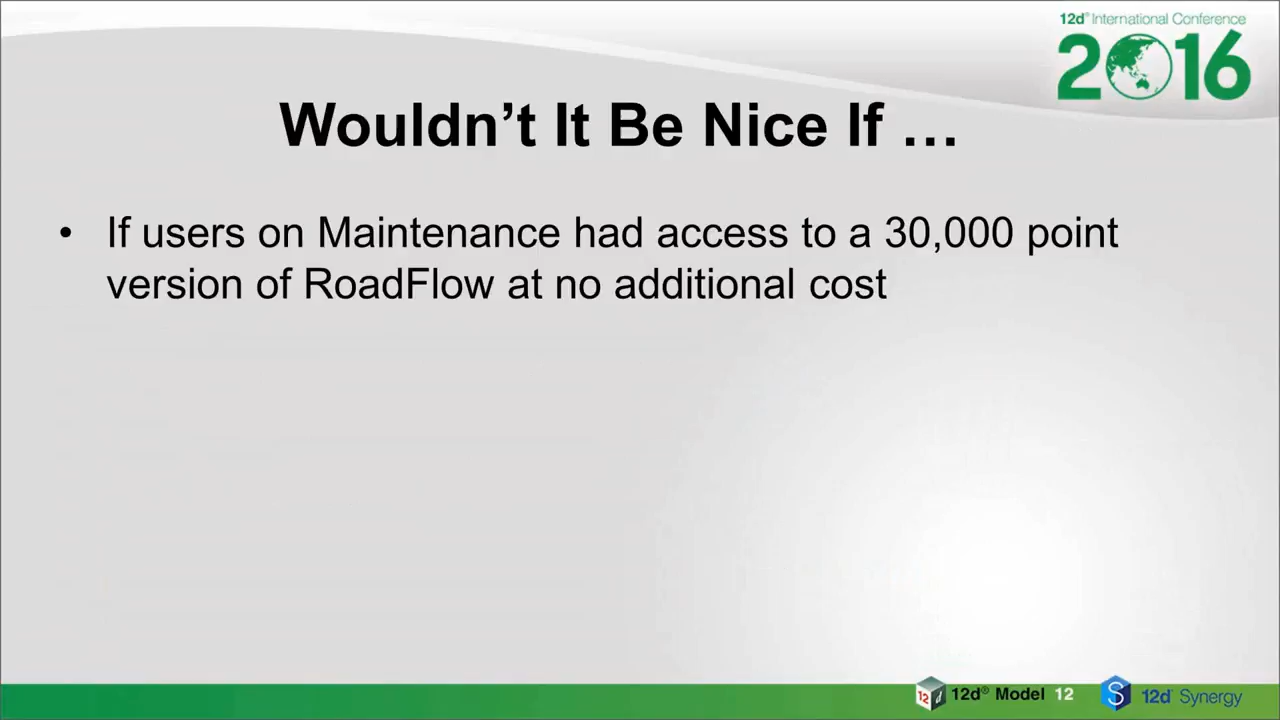 12d® International Conference
2016
Wouldn’t It Be Nice If …
• If users on Maintenance had access to a 30,000 point
version of RoadFlow at no additional cost
12d® Model 12
12d Synergy